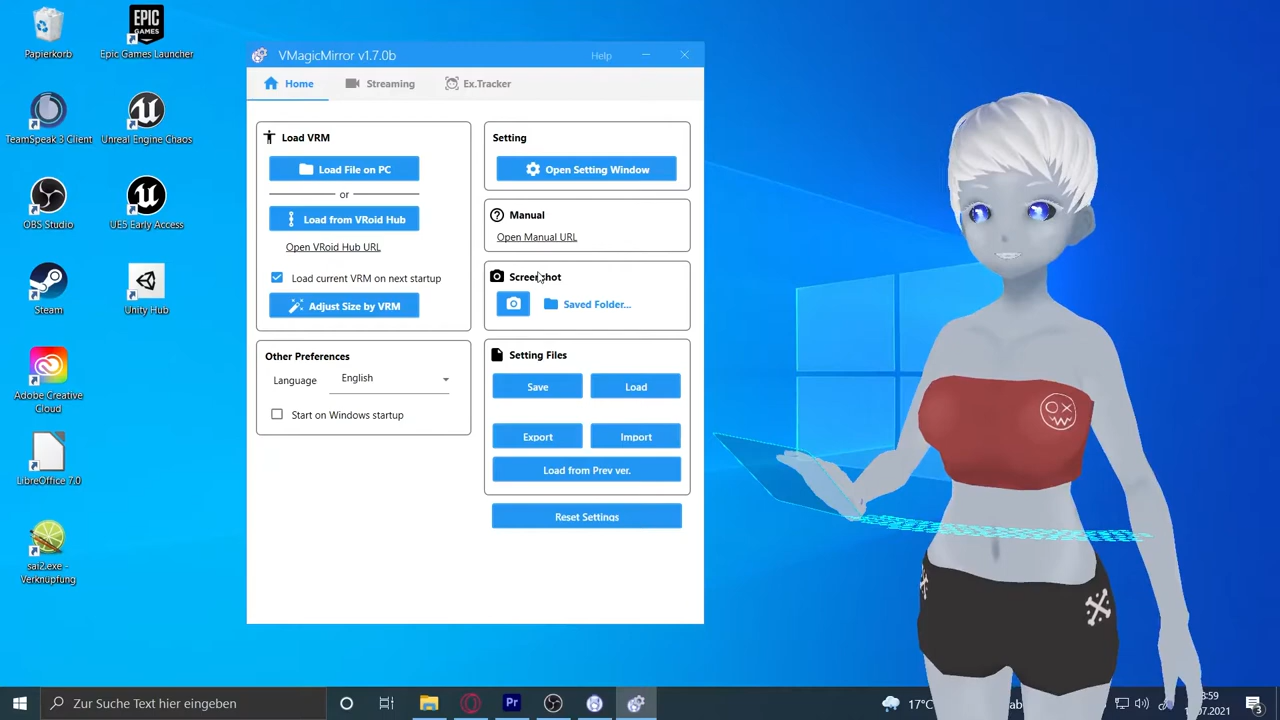 Papierkorb
Epic Games Launcher
TeamSpeak 3 Client
Unreal Engine Chaos
OBS Studio
UE5 Early Access
Steam
Unity Hub
Adobe Creative
Cloud
LibreOffice 7.0
sai2.exe -
Verknüpfung
EPIC
GAMES
VMagicMirror v1.7.0b
Help
Home
Streaming
Ex.Tracker
Load VRM
Load File on PC
or
Load from VRoid Hub
Open VRoid Hub URL
Load current VRM on next startup
Adjust Size by VRM
Other Preferences
Language
English
Start on Windows startup
Setting
Open Setting Window
Manual
Open Manual URL
Screenshot
Saved Folder...
Setting Files
Save
Load
Export
Import
Load from Prev ver.
Reset Settings
Zur Suche Text hier eingeben
Pr
17°C
3